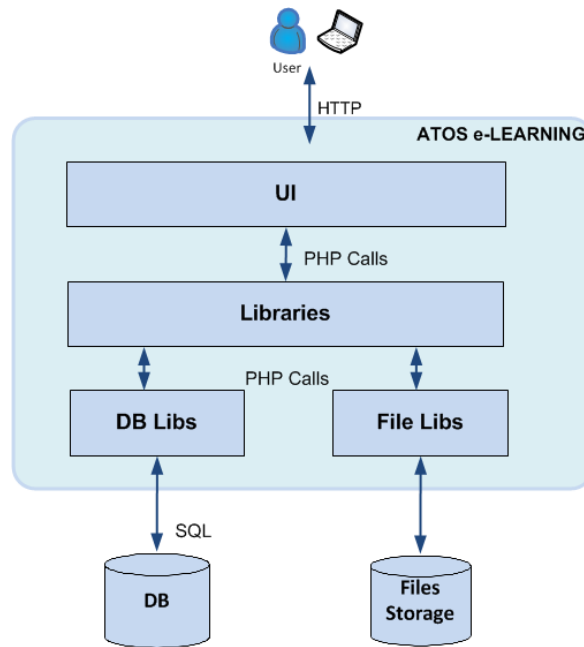 User
HTTP
ATOS e-LEARNING
UI
PHP Calls
Libraries
PHP Calls
DB Libs
File Libs
SQL
DB
Files
Storage